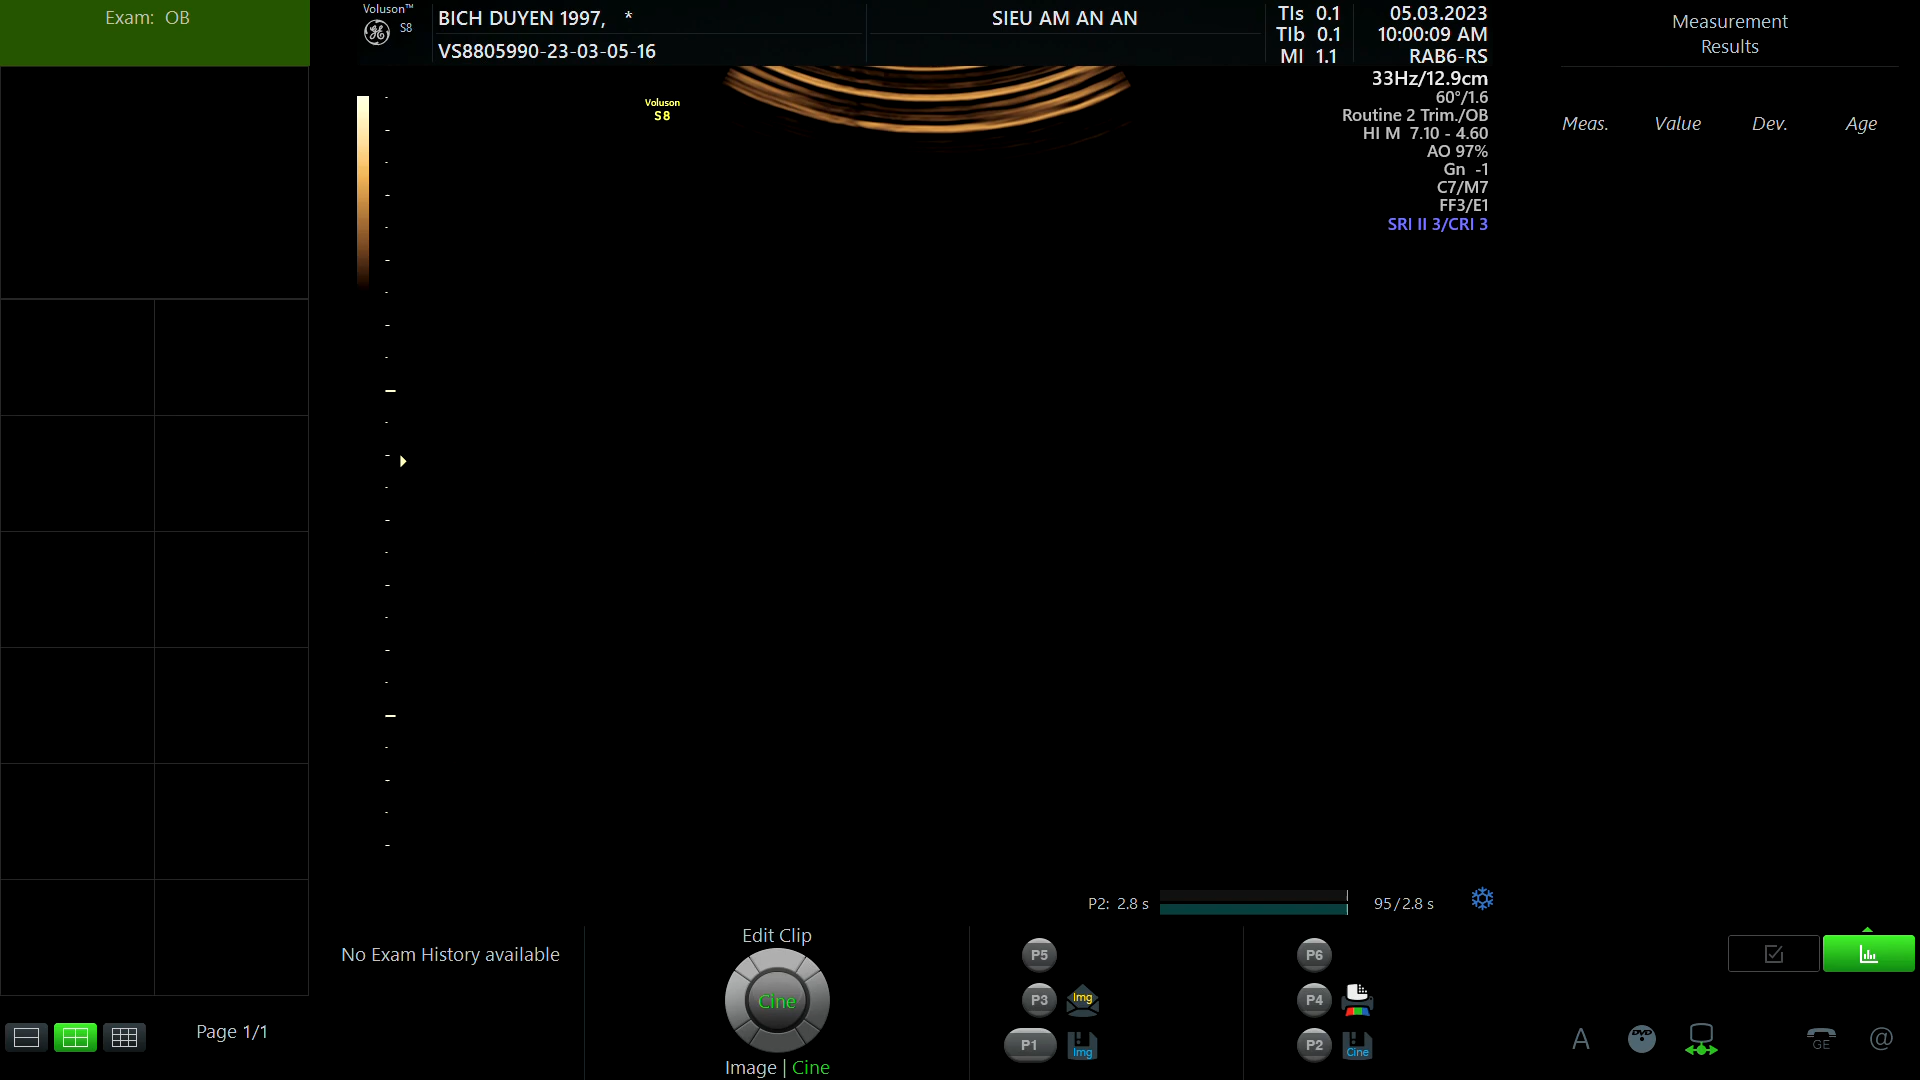 Exam: OB
Voluson™
S8
BICH DUYEN 1997, *
VS8805990-23-03-05-16
SIEU AM AN AN
TIs 0.1
TIb 0.1
MI 1.1
05.03.2023
10:00:09 AM
RAB6-RS
33Hz/12.9cm
60°/1.6
Routine 2 Trim./OB
HI M 7.10 - 4.60
AO 97%
Gn -1
C7/M7
FF3/E1
SRI II 3/CRI 3
Voluson
S8
Measurement
Results
Meas. Value Dev. Age
P2: 2.8 s
95/2.8 s
No Exam History available
Edit Clip
Cine
Image | Cine
P5
P3 Img
P1 Img
P6
P4
P2 Cine
Page 1/1
A
DVD
GE
@